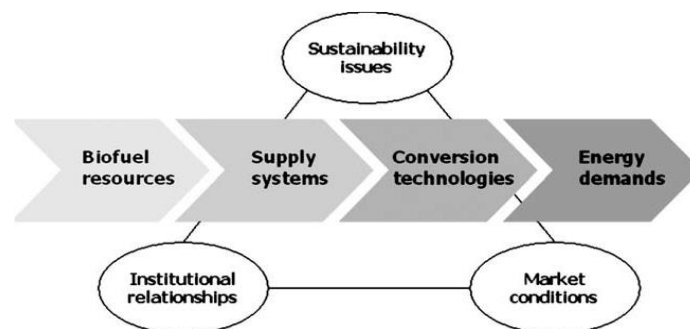 Sustainability
issues
Biofuel
resources
Supply
systems
Conversion
technologies
Energy
demands
Institutional
relationships
Market
conditions